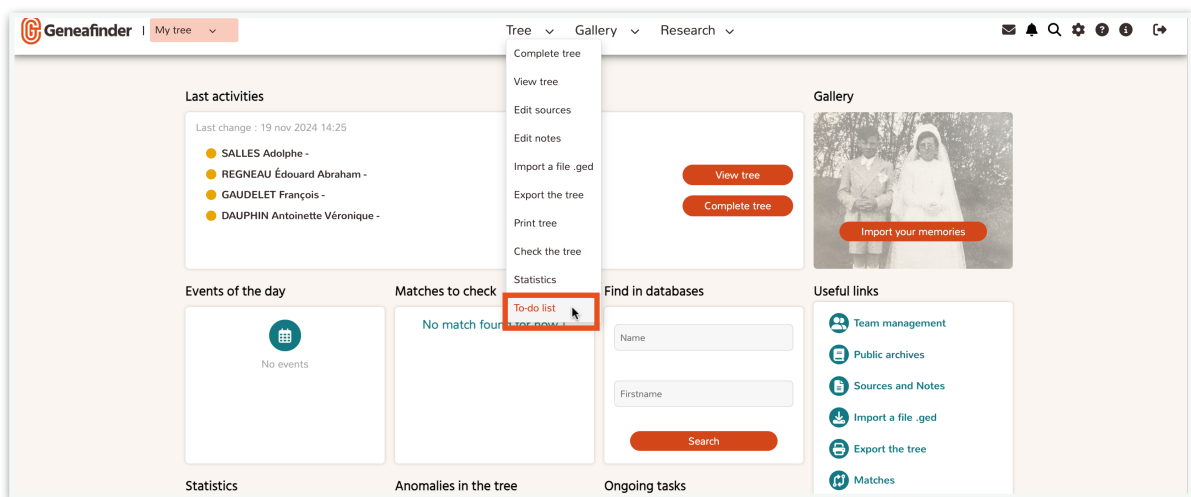 Geneafinder | My tree
Tree Gallery Research
Complete tree
View tree
Edit sources
Edit notes
Import a file .ged
Export the tree
Print tree
Check the tree
Statistics
To-do list
Last activities
Last change : 19 nov 2024 14:25
SALLES Adolphe -
REGNEAU Édouard Abraham -
GAUDELET François -
DAUPHIN Antoinette Véronique -
View tree
Complete tree
Gallery
Import your memories
Events of the day
No events
Matches to check
No match found for now !
Find in databases
Name
Firstname
Search
Useful links
Team management
Public archives
Sources and Notes
Import a file .ged
Export the tree
Matches
Statistics
Anomalies in the tree
Ongoing tasks